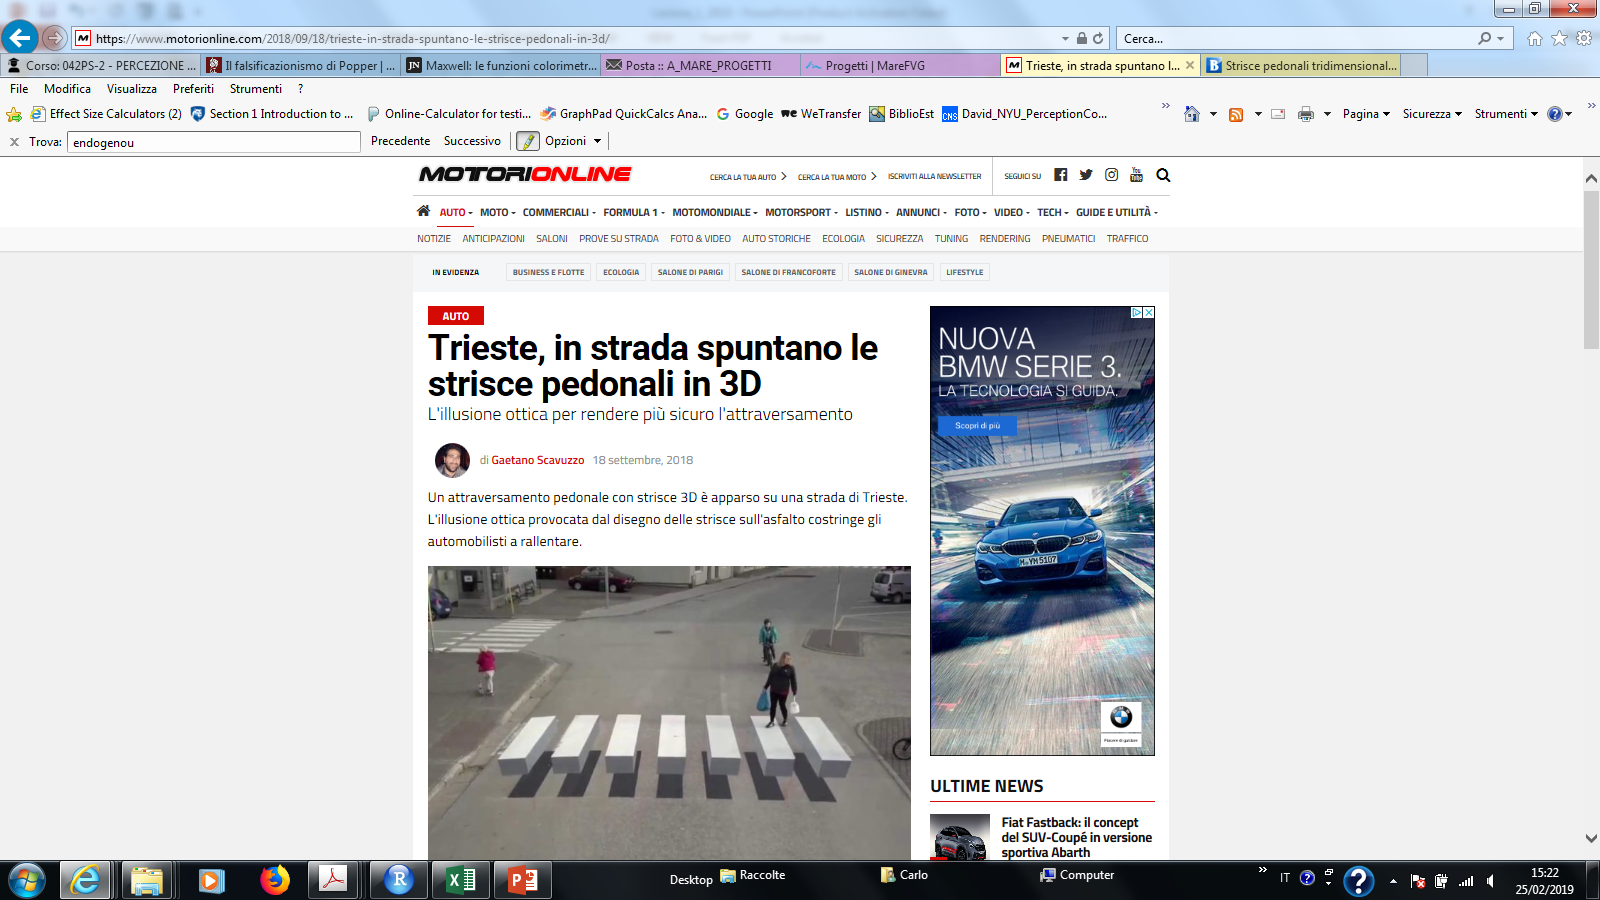 https://www.motorionline.com/2018/09/18/trieste-in-strada-spuntano-le-strisce-pedonali-in-3d/
Cerca...
Corso: 042PS-2 - PERCEZIONE ...
Il falsificazionismo di Popper | ...
Maxwell: le funzioni colorimetr...
Posta :: A_MARE_PROGETTI
Progetti | MareFVG
Trieste, in strada spuntano l...
Strisce pedonali tridimensional...
File Modifica Visualizza Preferiti Strumenti ?
Effect Size Calculators (2) Section 1 Introduction to ... Online-Calculator for testi... GraphPad QuickCalcs Ana... Google WeTransfer BiblioEst David_NYU_PerceptionCo... Pagina Sicurezza Strumenti
Trova: endogenou Precedente Successivo Opzioni
MOTORIONLINE
CERCA LA TUA AUTO CERCA LA TUA MOTO ISCRIVITI ALLA NEWSLETTER SEGUICI SU
AUTO MOTO COMMERCIALI FORMULA 1 MOTOMONDIALE MOTORSPORT LISTINO ANNUNCI FOTO VIDEO TECH GUIDE E UTILITÀ
NOTIZIE ANTICIPAZIONI SALONI PROVE SU STRADA FOTO & VIDEO AUTO STORICHE ECOLOGIA SICUREZZA TUNING RENDERING PNEUMATICI TRAFFICO
IN EVIDENZA BUSINESS E FLOTTE ECOLOGIA SALONE DI PARIGI SALONE DI FRANCOFORTE SALONE DI GINEVRA LIFESTYLE
AUTO
Trieste, in strada spuntano le
strisce pedonali in 3D
L'illusione ottica per rendere più sicuro l'attraversamento
di Gaetano Scavuzzo 18 settembre, 2018
Un attraversamento pedonale con strisce 3D è apparso su una strada di Trieste.
L'illusione ottica provocata dal disegno delle strisce sull'asfalto costringe gli
automobilisti a rallentare.
NUOVA
BMW SERIE 3.
LA TECNOLOGIA SI GUIDA.
Scopri di più
M·YM 5107
Piacere di guidare
ULTIME NEWS
Fiat Fastback: il concept
del SUV-Coupé in versione
sportiva Abarth
Desktop Raccolte Carlo Computer IT
15:22
25/02/2019